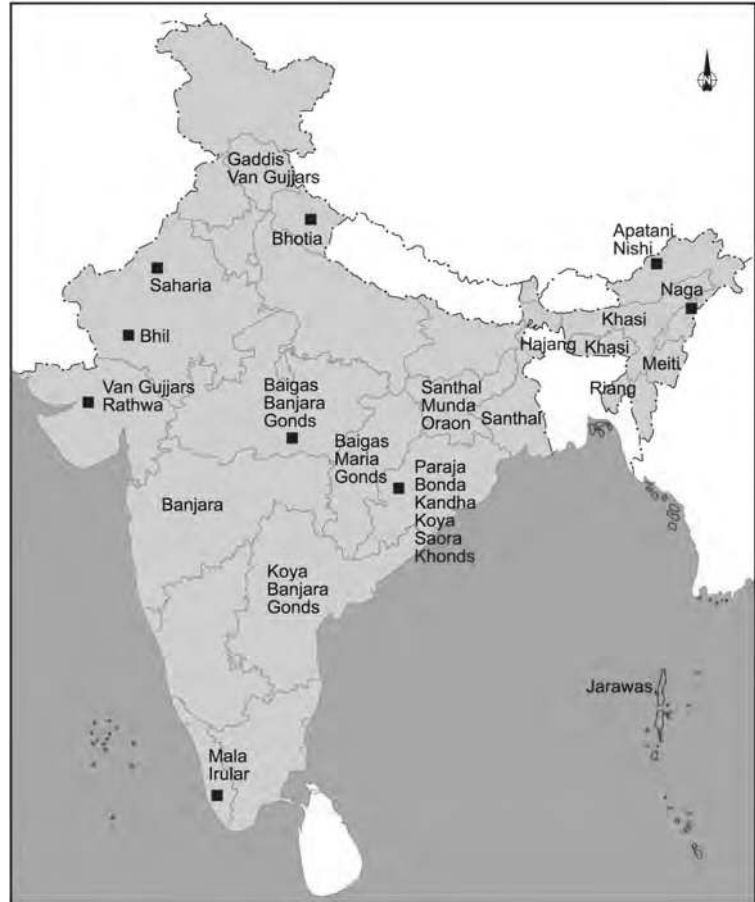 N
Gaddis
Van Gujjars
Bhotia
Apatani
Nishi
Saharia
Naga
Khasi
Bhil
Hajang
Khasi
Meiti
Van Gujjars
Rathwa
Baigas
Banjara
Gonds
Santhal
Munda
Oraon
Riang
Santhal
Baigas
Maria
Gonds
Paraja
Bonda
Kandha
Koya
Saora
Khonds
Banjara
Koya
Banjara
Gonds
Jarawas
Mala
Irular